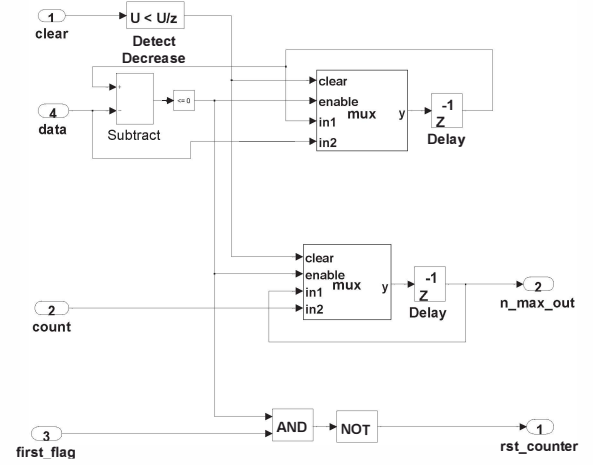 1
clear
U < U/z
Detect
Decrease
4
data
+
−
Subtract
<= 0
clear
enable
in1
in2
mux
y
-1
Z
Delay
clear
enable
in1
in2
mux
y
-1
Z
Delay
2
n_max_out
2
count
3
first_flag
AND
NOT
1
rst_counter